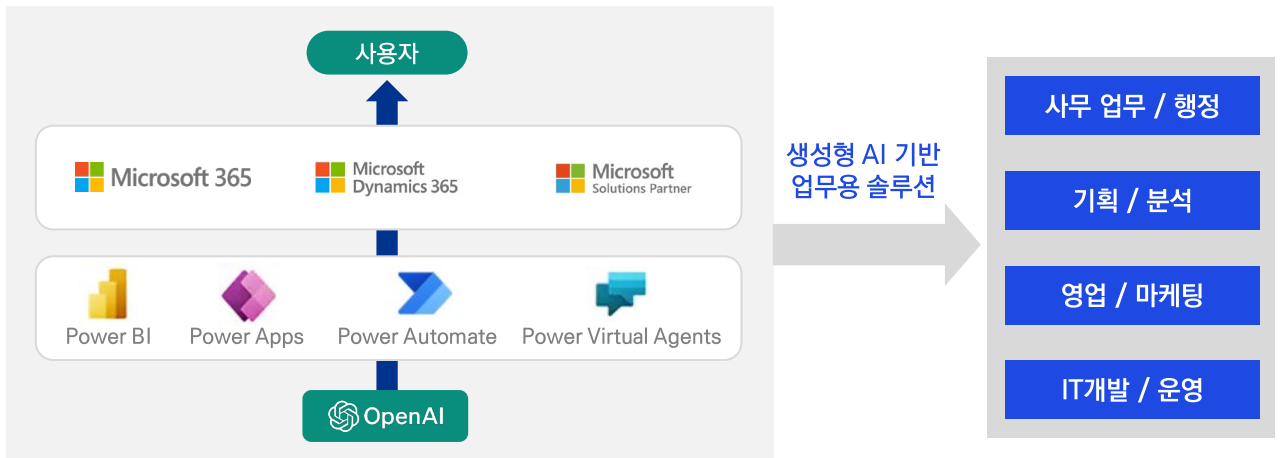 사용자
Microsoft 365
Microsoft
Dynamics 365
Microsoft
Solutions Partner
Power BI
Power Apps
Power Automate
Power Virtual Agents
OpenAI
생성형 AI 기반
업무용 솔루션
사무 업무 / 행정
기획 / 분석
영업 / 마케팅
IT개발 / 운영